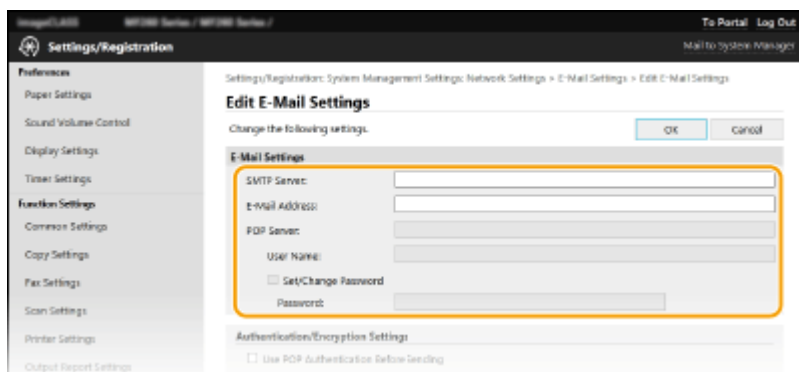 To Portal Log Out
Settings/Registration
Mail to System Manager
Preferences
Paper Settings
Sound Volume Control
Display Settings
Timer Settings
Function Settings
Common Settings
Copy Settings
Fax Settings
Scan Settings
Printer Settings
Output Report Settings
Settings/Registration: System Management Settings: Network Settings > E-Mail Settings > Edit E-Mail Settings
Edit E-Mail Settings
Change the following settings.
OK
Cancel
E-Mail Settings
SMTP Server:
E-Mail Address:
POP Server:
User Name:
Set/Change Password
Password:
Authentication/Encryption Settings
Use POP Authentication Before Sending